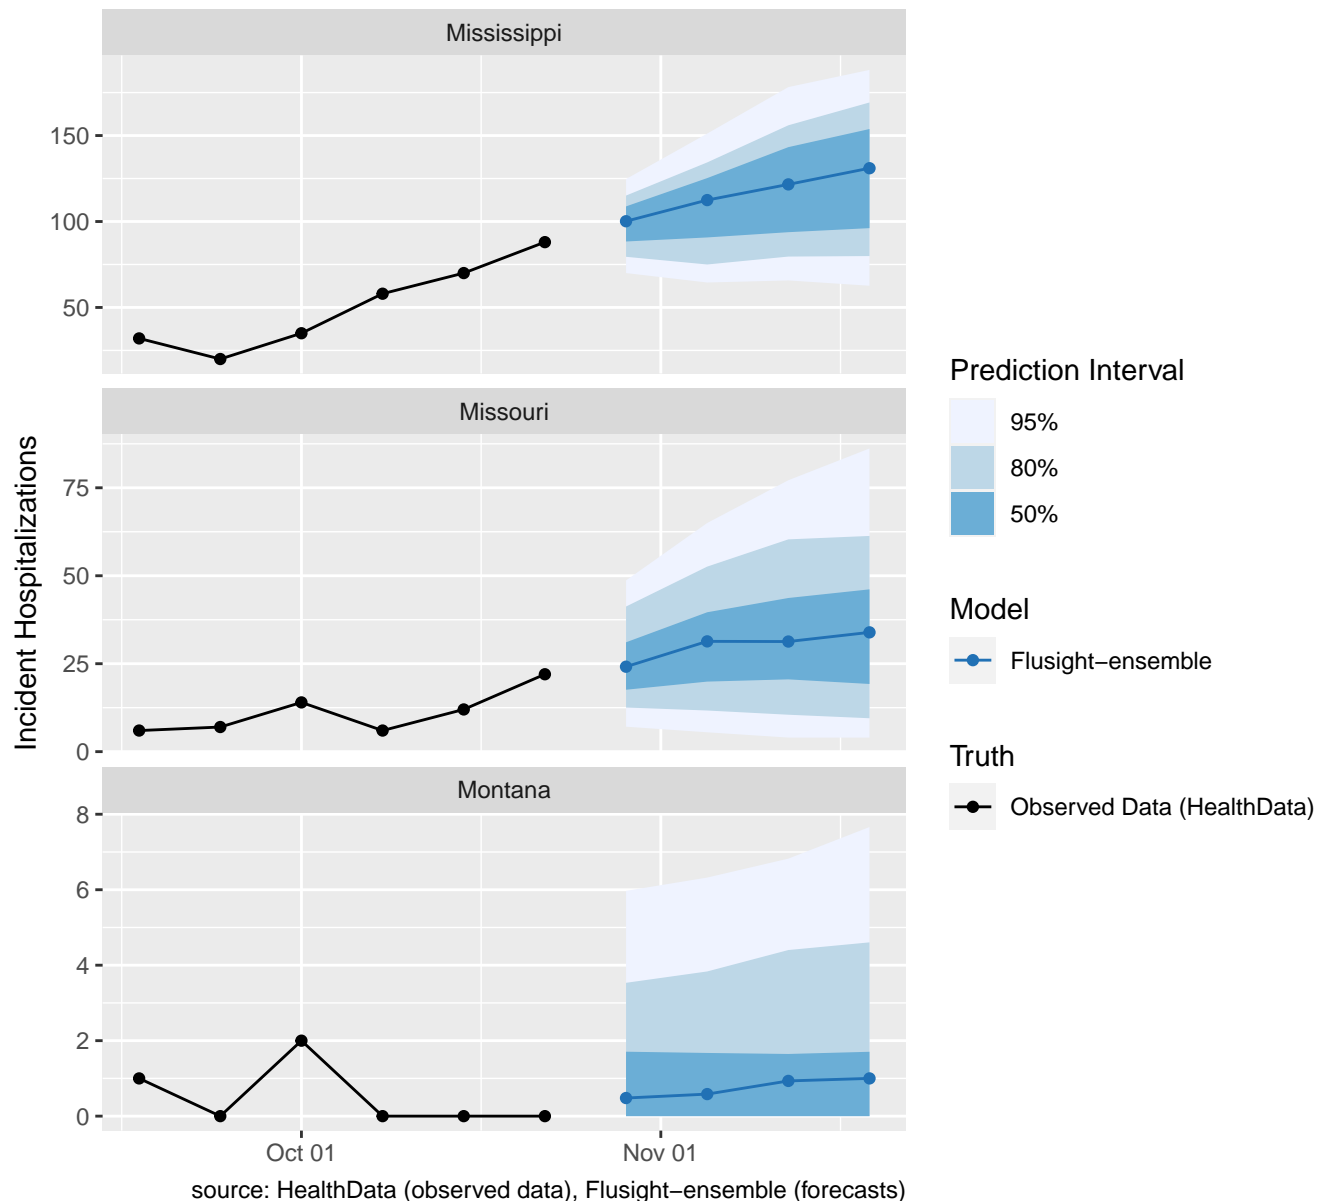 Mississippi
150
100
50
Missouri
75
50
25
0
Montana
8
6
4
2
0
Oct 01
Nov 01
Incident Hospitalizations
source: HealthData (observed data), Flusight−ensemble (forecasts)
Prediction Interval
95%
80%
50%
Model
Flusight−ensemble
Truth
Observed Data (HealthData)